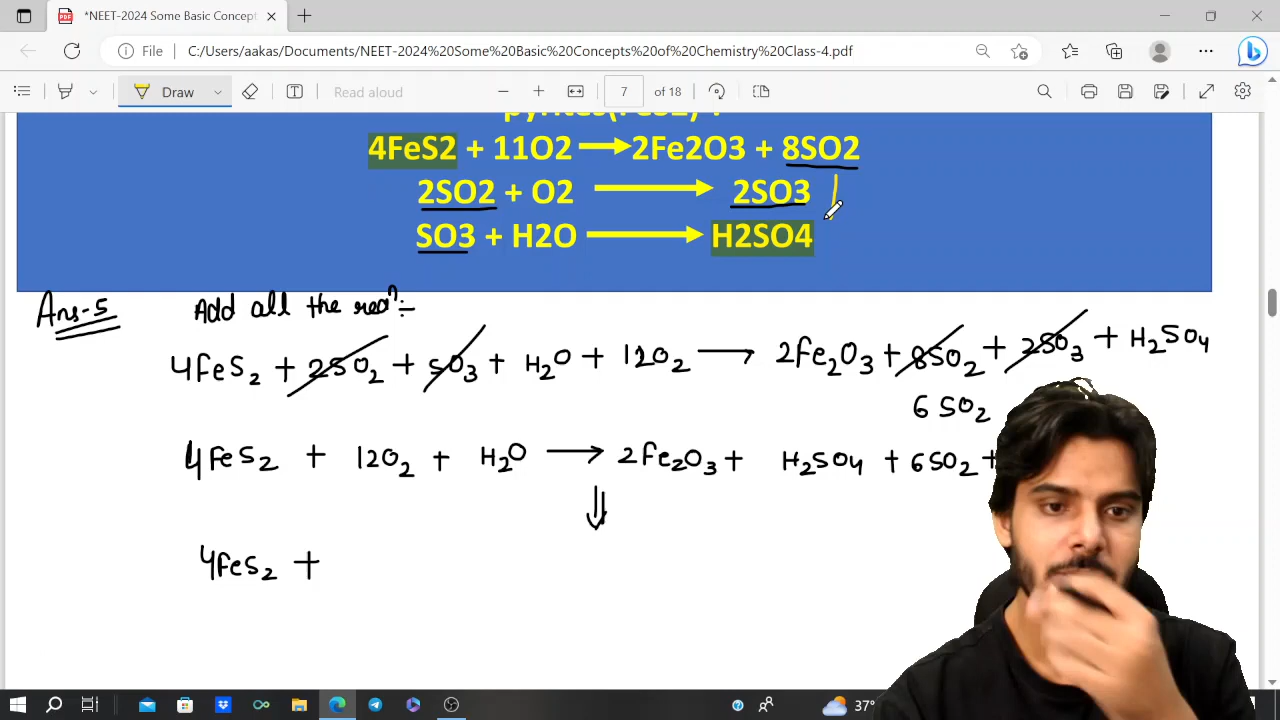 *NEET-2024 Some Basic Concept
File C:/Users/aakas/Documents/NEET-2024%20Some%20Basic%20Concepts%20of%20Chemistry%20Class-4.pdf
Draw Read aloud 7 of 18
4FeS2 + 11O2 → 2Fe2O3 + 8SO2
2SO2 + O2 → 2SO3
SO3 + H2O → H2SO4
Ans-5 Add all the reaⁿ:-
4FeS₂ + 2SO₂ + SO₃ + H₂O + 12O₂ → 2Fe₂O₃ + 8SO₂ + 2SO₃ + H₂SO₄
6SO₂
4FeS₂ + 12O₂ + H₂O → 2Fe₂O₃ + H₂SO₄ + 6SO₂ +
4FeS₂ +
37°